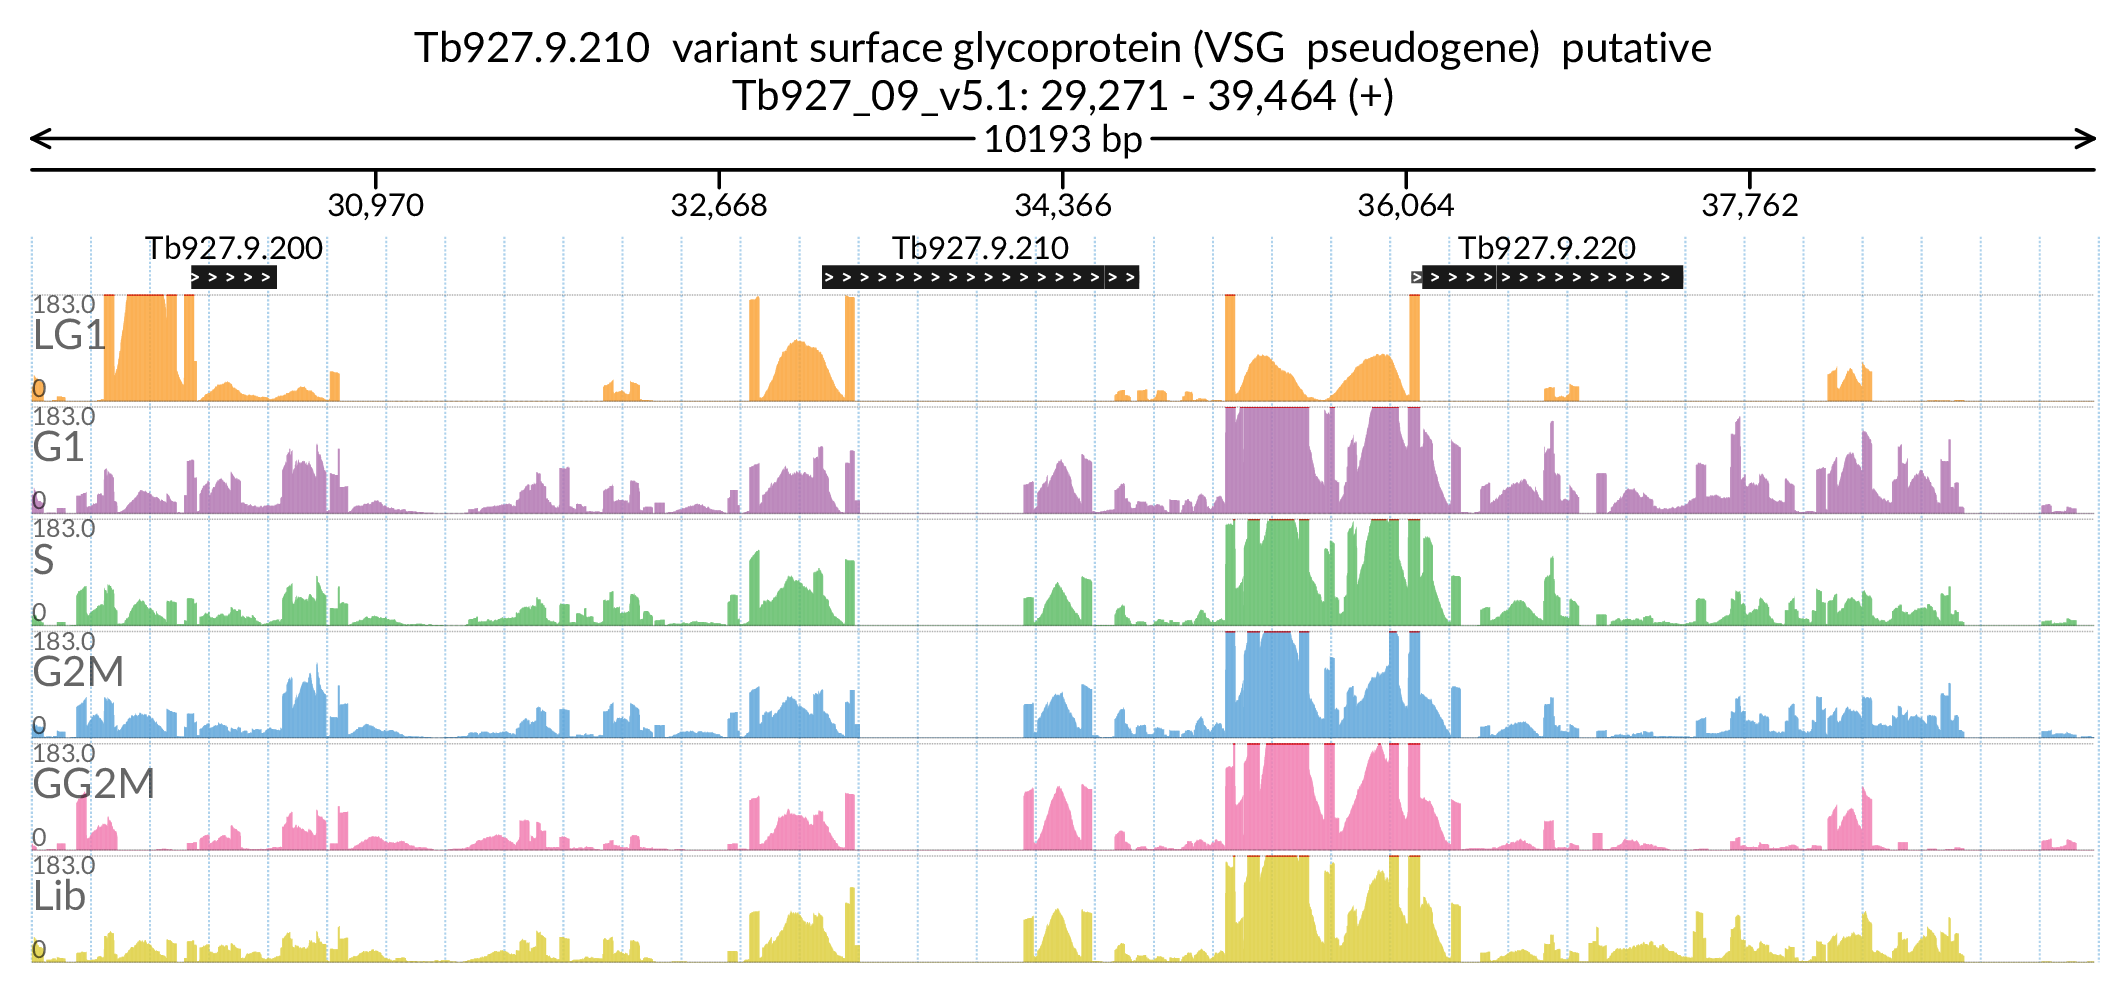 Tb927.9.210 variant surface glycoprotein (VSG pseudogene) putative
Tb927_09_v5.1: 29,271 - 39,464 (+)
10193 bp
30,970 32,668 34,366 36,064 37,762
Tb927.9.200 Tb927.9.210 Tb927.9.220
183.0
LG1
0
183.0
G1
0
183.0
S
0
183.0
G2M
0
183.0
GG2M
0
183.0
Lib
0